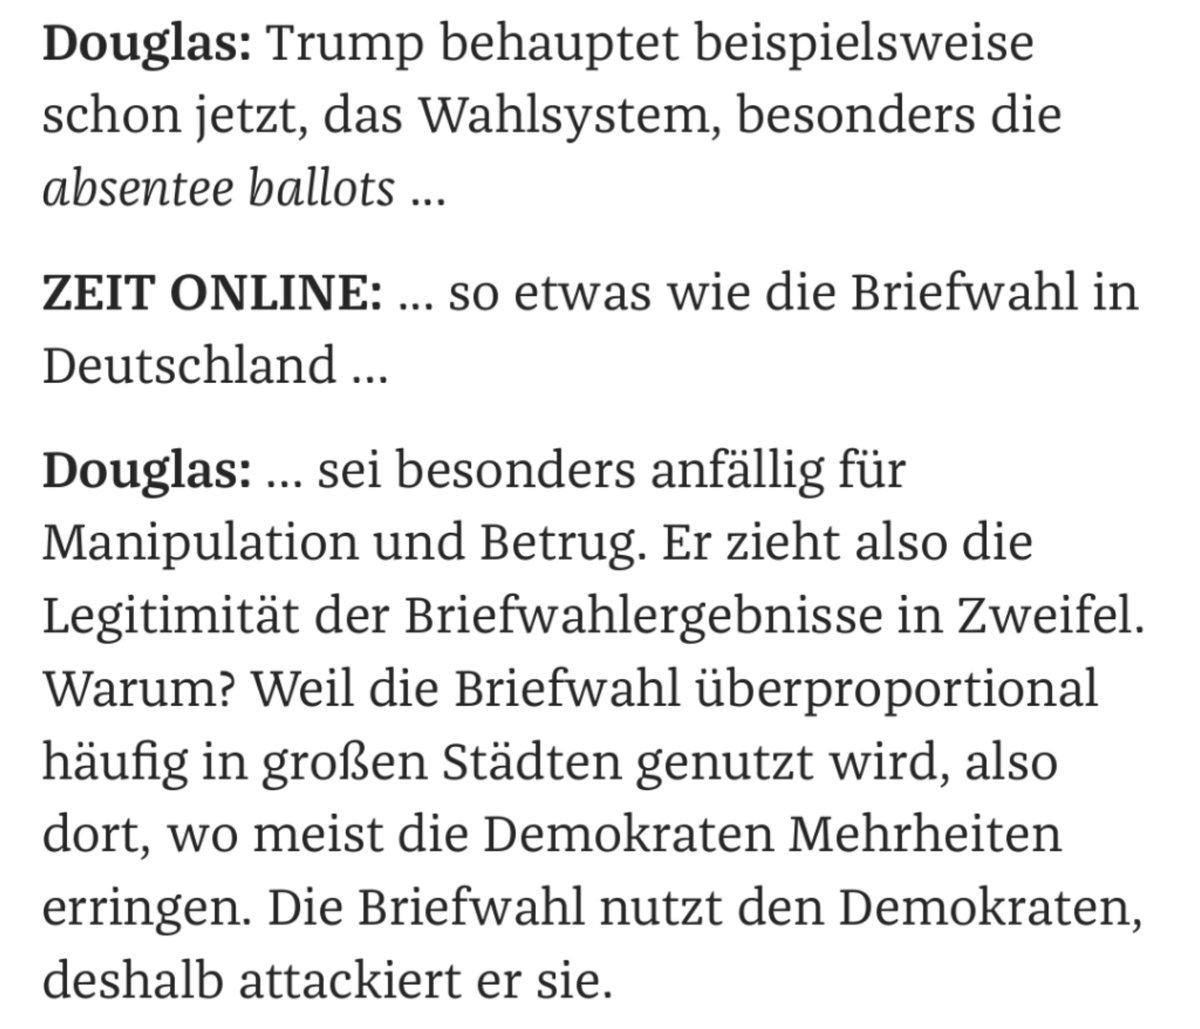 Douglas: Trump behauptet beispielsweise
schon jetzt, das Wahlsystem, besonders die
absentee ballots ...
ZEIT ONLINE: ... so etwas wie die Briefwahl in
Deutschland ...
Douglas: ... sei besonders anfällig für
Manipulation und Betrug. Er zieht also die
Legitimität der Briefwahlergebnisse in Zweifel.
Warum? Weil die Briefwahl überproportional
häufig in großen Städten genutzt wird, also
dort, wo meist die Demokraten Mehrheiten
erringen. Die Briefwahl nutzt den Demokraten,
deshalb attackiert er sie.